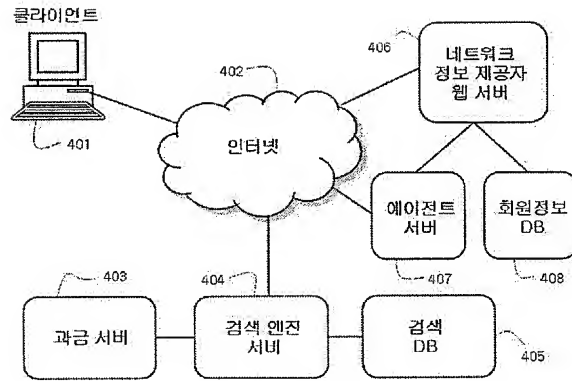 클라이언트
401
402
인터넷
406
네트워크
정보 제공자
웹 서버
에이전트
서버
407
회원정보
DB
408
403
과금 서버
404
검색 엔진
서버
검색
DB
405